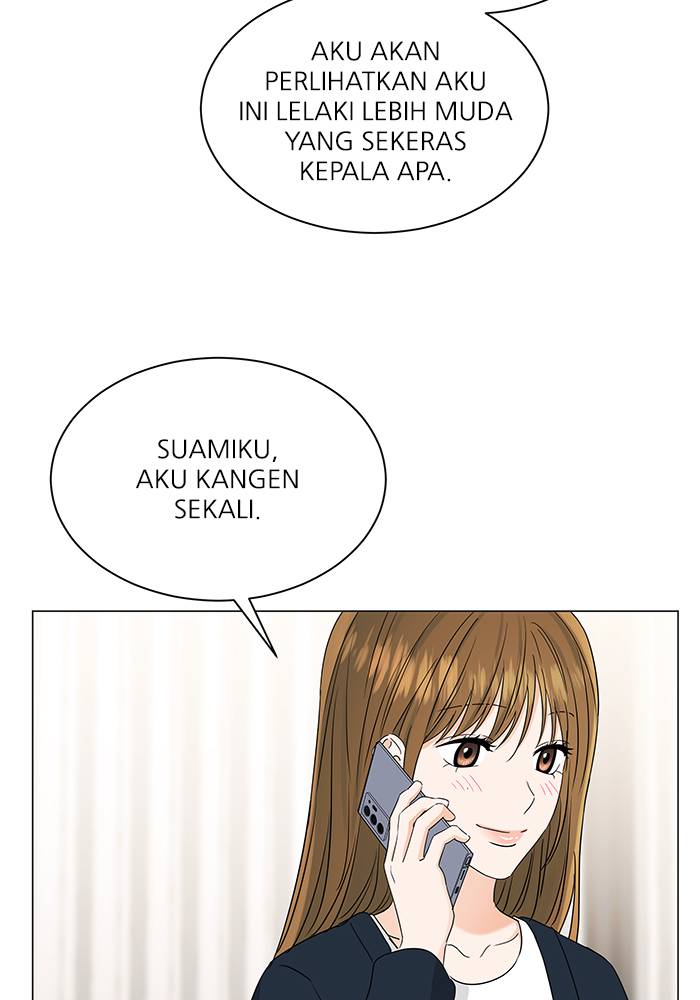 AKU AKAN
PERLIHATKAN AKU
INI LELAKI LEBIH MUDA
YANG SEKERAS
KEPALA APA.
SUAMIKU,
AKU KANGEN
SEKALI.